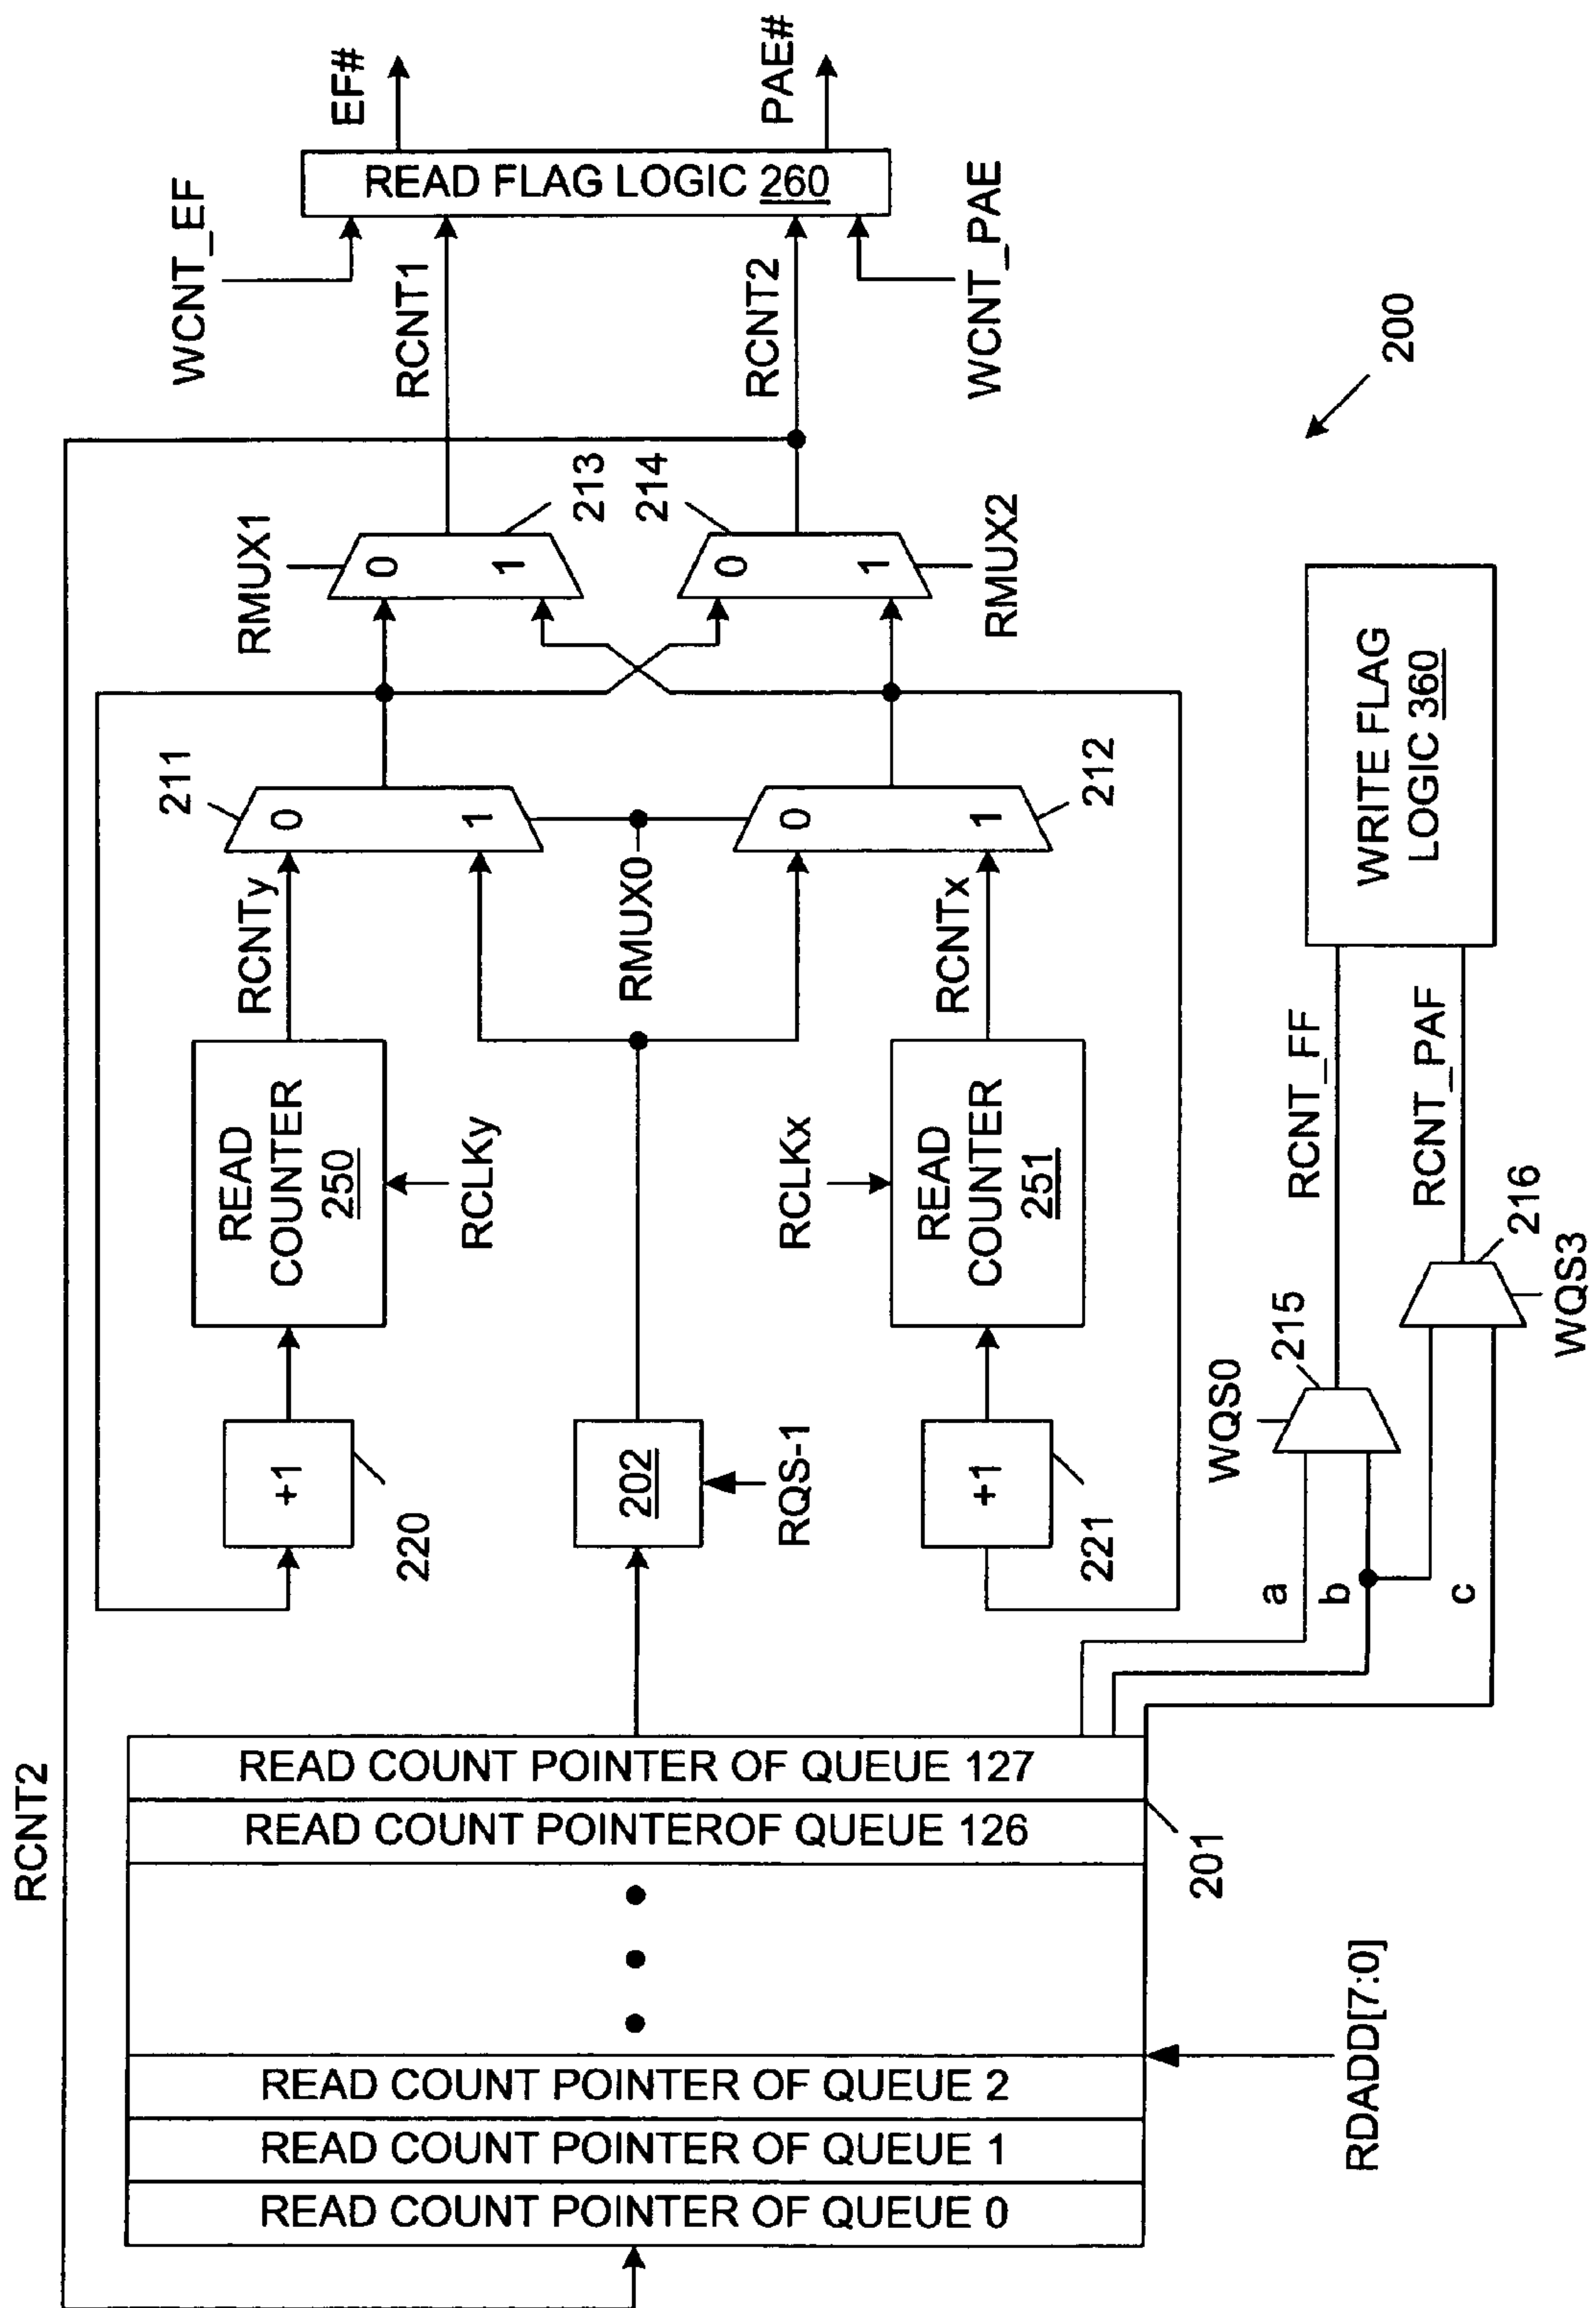 RCNT2
READ COUNT POINTER OF QUEUE 0
READ COUNT POINTER OF QUEUE 1
READ COUNT POINTER OF QUEUE 2
READ COUNT POINTEROF QUEUE 126
READ COUNT POINTER OF QUEUE 127
RDADD[7:0]
201
+1
220
202
RQS-1
+1
221
READ
COUNTER
250
RCLKy
RCLKx
READ
COUNTER
251
RCNTy
RMUX0
RCNTx
211
0
1
0
1
212
RMUX1
0
1
213
214
0
1
RMUX2
WCNT_EF
RCNT1
RCNT2
WCNT_PAE
READ FLAG LOGIC 260
EF#
PAE#
a
b
c
WQS0
215
216
WQS3
RCNT_FF
RCNT_PAF
WRITE FLAG
LOGIC 360
200